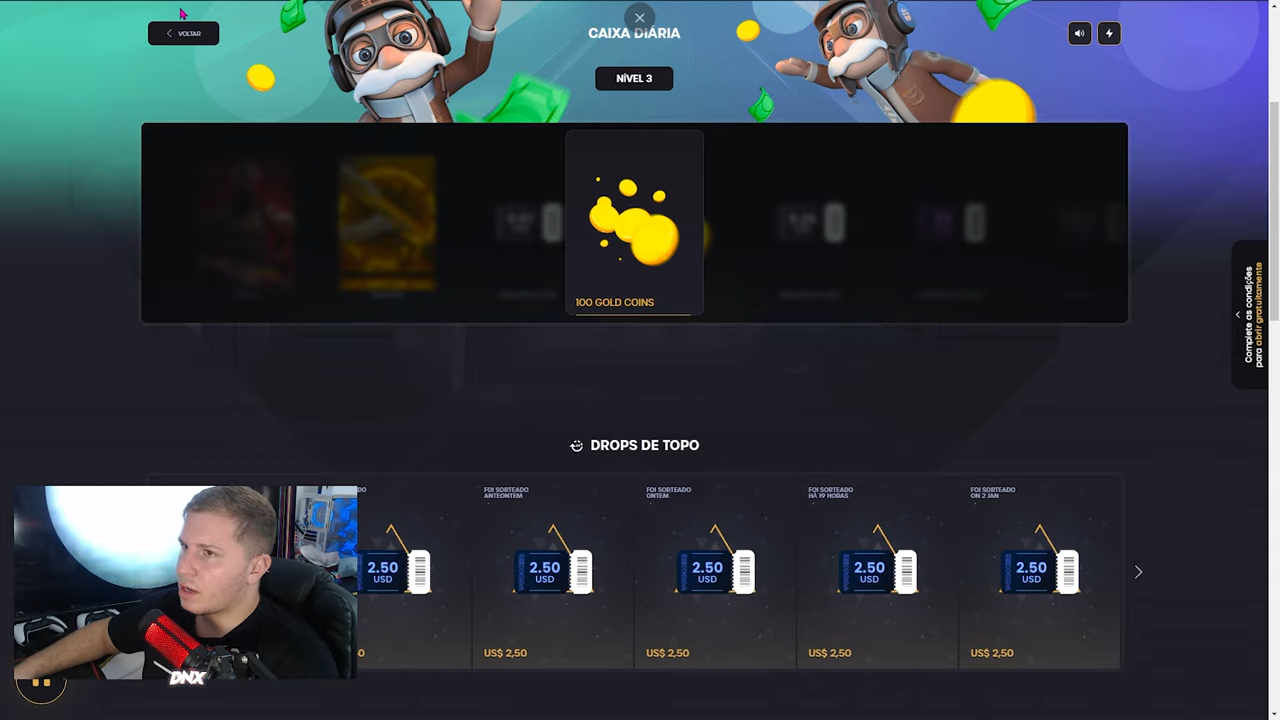 VOLTAR
CAIXA DIÁRIA
NÍVEL 3
100 GOLD COINS
Complete as condições
para abrir gratuitamente
DROPS DE TOPO
FOI SORTEADO
ANTEONTEM
2.50
USD
US$ 2,50
FOI SORTEADO
ONTEM
2.50
USD
US$ 2,50
FOI SORTEADO
HÁ 19 HORAS
2.50
USD
US$ 2,50
FOI SORTEADO
ON 2 JAN
2.50
USD
US$ 2,50
2.50
USD
DNX